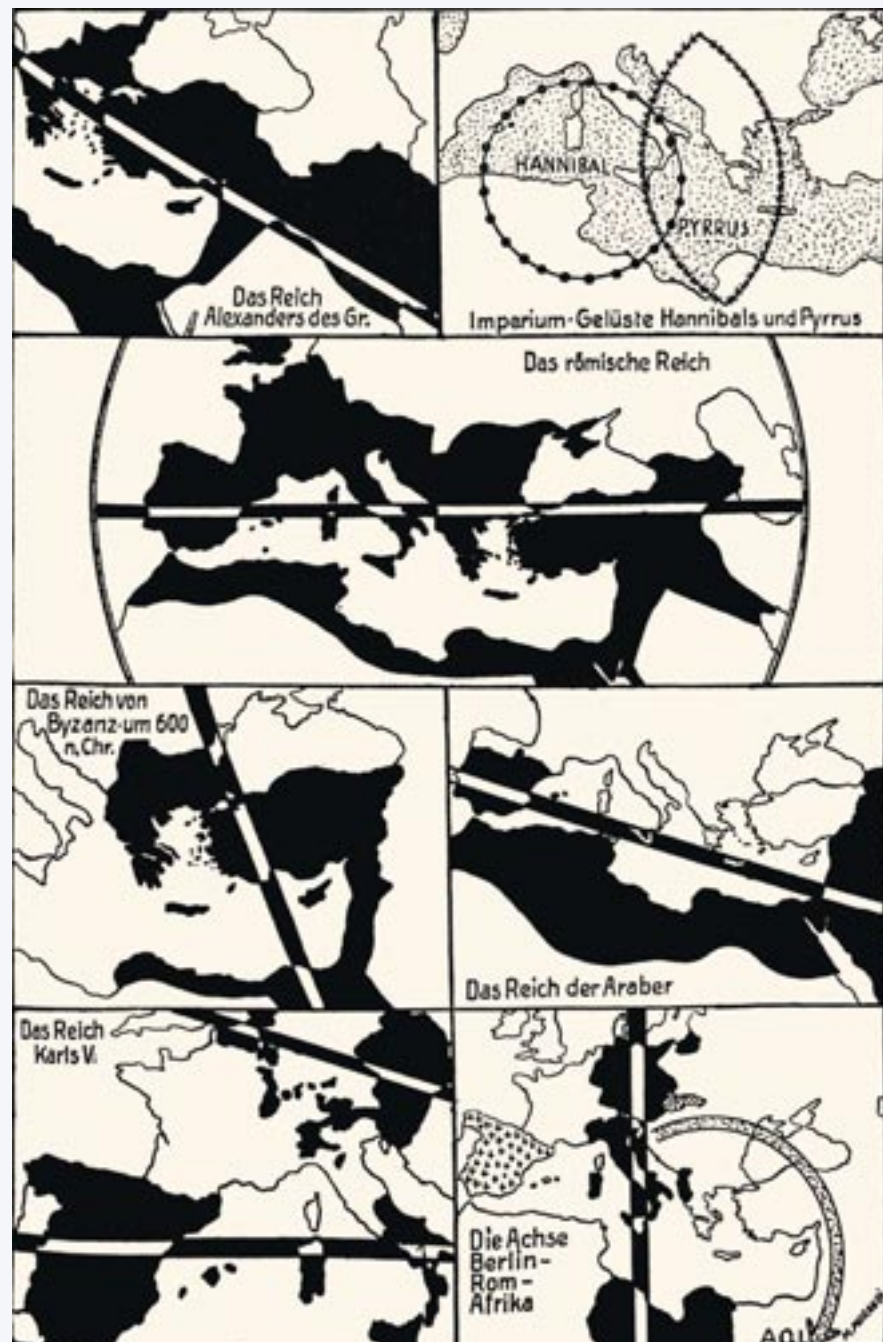 Das Reich
Alexanders des Gr.
HANNIBAL
PYRRUS
Imparium-Gelüste Hannibals und Pyrrus
Das römische Reich
Das Reich von
Byzanz·um 600
n. Chr.
Das Reich der Araber
Das Reich
Karls V.
Die Achse
Berlin-
Rom-
Afrika
AOI